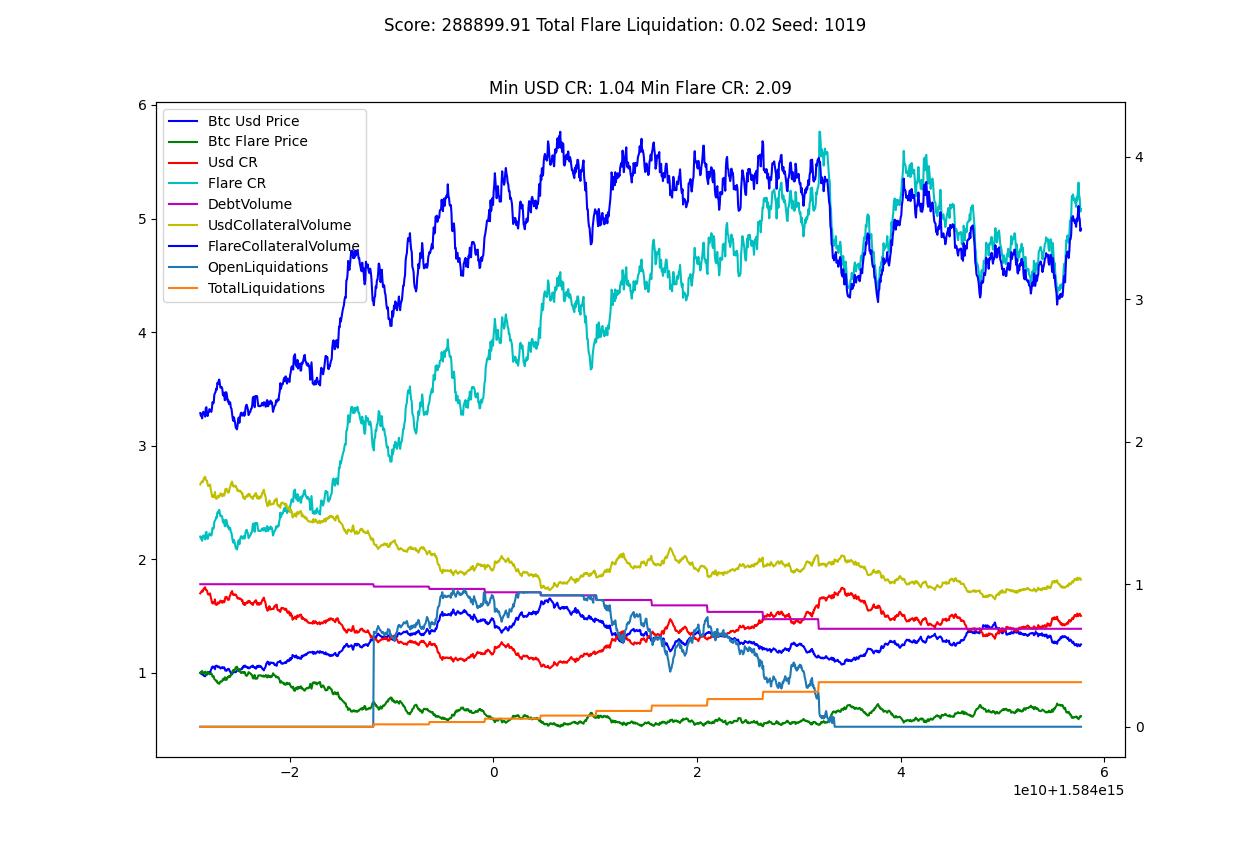 Score: 288899.91 Total Flare Liquidation: 0.02 Seed: 1019
Min USD CR: 1.04 Min Flare CR: 2.09
Btc Usd Price
Btc Flare Price
Usd CR
Flare CR
DebtVolume
UsdCollateralVolume
FlareCollateralVolume
OpenLiquidations
TotalLiquidations
6
5
4
3
2
1
4
3
2
1
0
−2
0
2
4
6
1e10+1.584e15